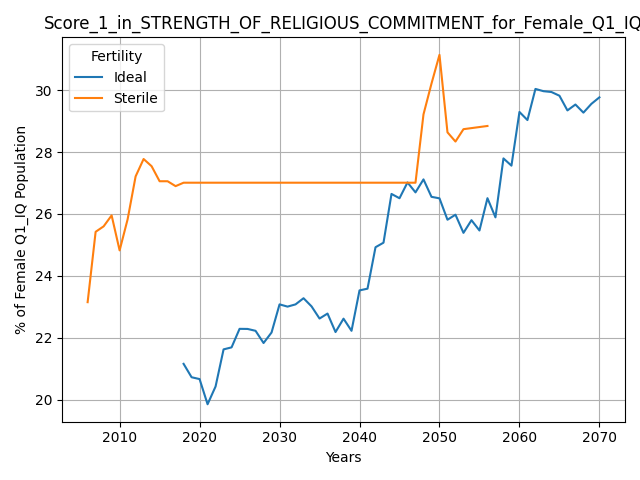 Score_1_in_STRENGTH_OF_RELIGIOUS_COMMITMENT_for_Female_Q1_IQ
Fertility
Ideal
Sterile
% of Female Q1_IQ Population
30
28
26
24
22
20
2010 2020 2030 2040 2050 2060 2070
Years